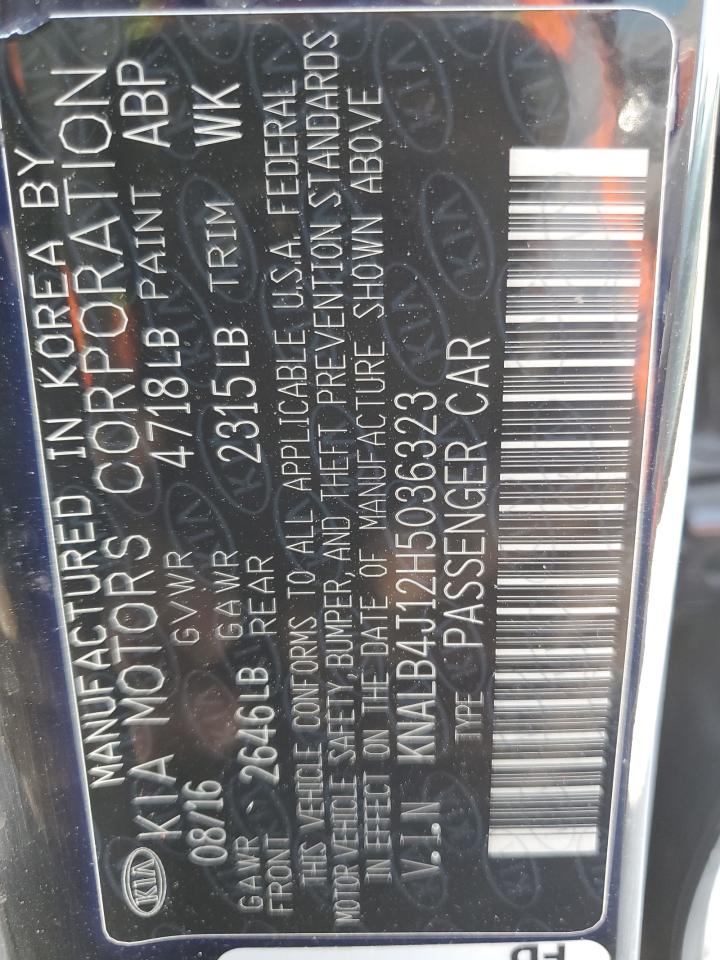 MANUFACTURED IN KOREA BY
KIA KIA MOTORS CORPORATION
08/16 GVWR 4718LB PAINT ABP
GAWR FRONT 2646LB GAWR REAR 2315LB TRIM WK
THIS VEHICLE CONFORMS TO ALL APPLICABLE U.S.A. FEDERAL
MOTOR VEHICLE SAFETY, BUMPER, AND THEFT PREVENTION STANDARDS
IN EFFECT ON THE DATE OF MANUFACTURE SHOWN ABOVE
V.I.N KNALB4J12H5036323
TYPE PASSENGER CAR